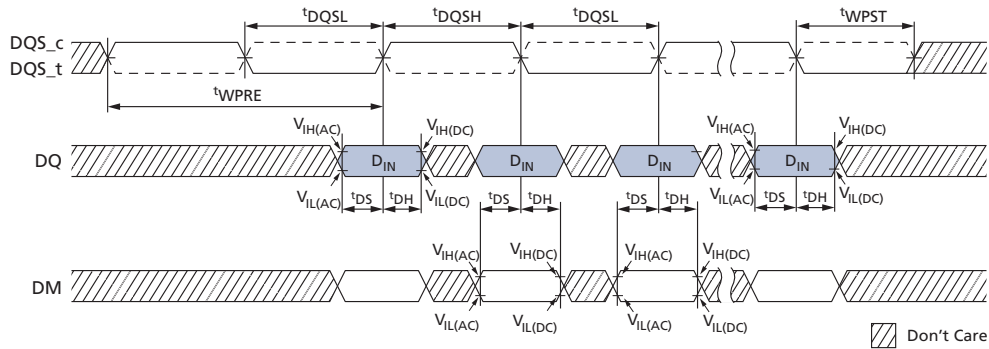 tDQSL tDQSH tDQSL tWPST
DQS_c
DQS_t
tWPRE
VIH(AC) VIH(DC) VIH(AC) VIH(DC)
DQ DIN DIN DIN DIN
VIL(AC) VIL(DC) VIL(AC) VIL(DC)
tDS tDH tDS tDH tDS tDH tDS tDH
VIH(AC) VIH(DC) VIH(AC) VIH(DC)
DM
VIL(AC) VIL(DC) VIL(AC) VIL(DC)
Don't Care